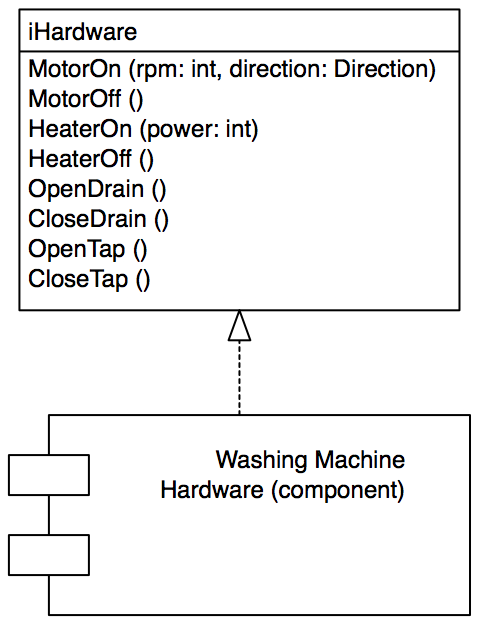 iHardware
MotorOn (rpm: int, direction: Direction)
MotorOff ()
HeaterOn (power: int)
HeaterOff ()
OpenDrain ()
CloseDrain ()
OpenTap ()
CloseTap ()
Washing Machine
Hardware (component)